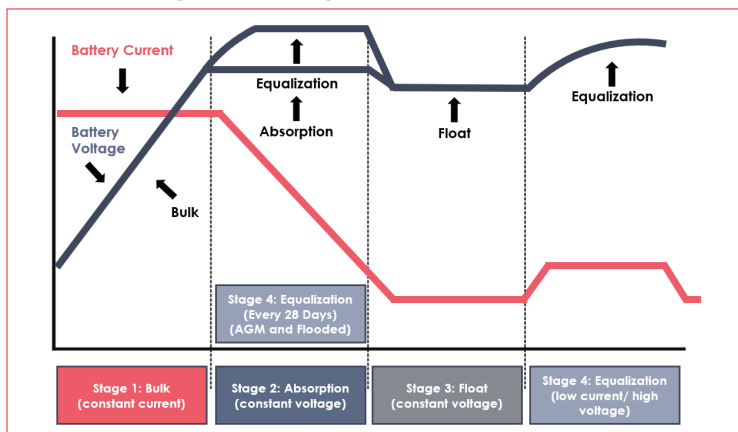 Battery Current
Battery
Voltage
Bulk
Equalization
Absorption
Float
Equalization
Stage 4: Equalization
(Every 28 Days)
(AGM and Flooded)
Stage 1: Bulk
(constant current)
Stage 2: Absorption
(constant voltage)
Stage 3: Float
(constant voltage)
Stage 4: Equalization
(low current/ high
voltage)